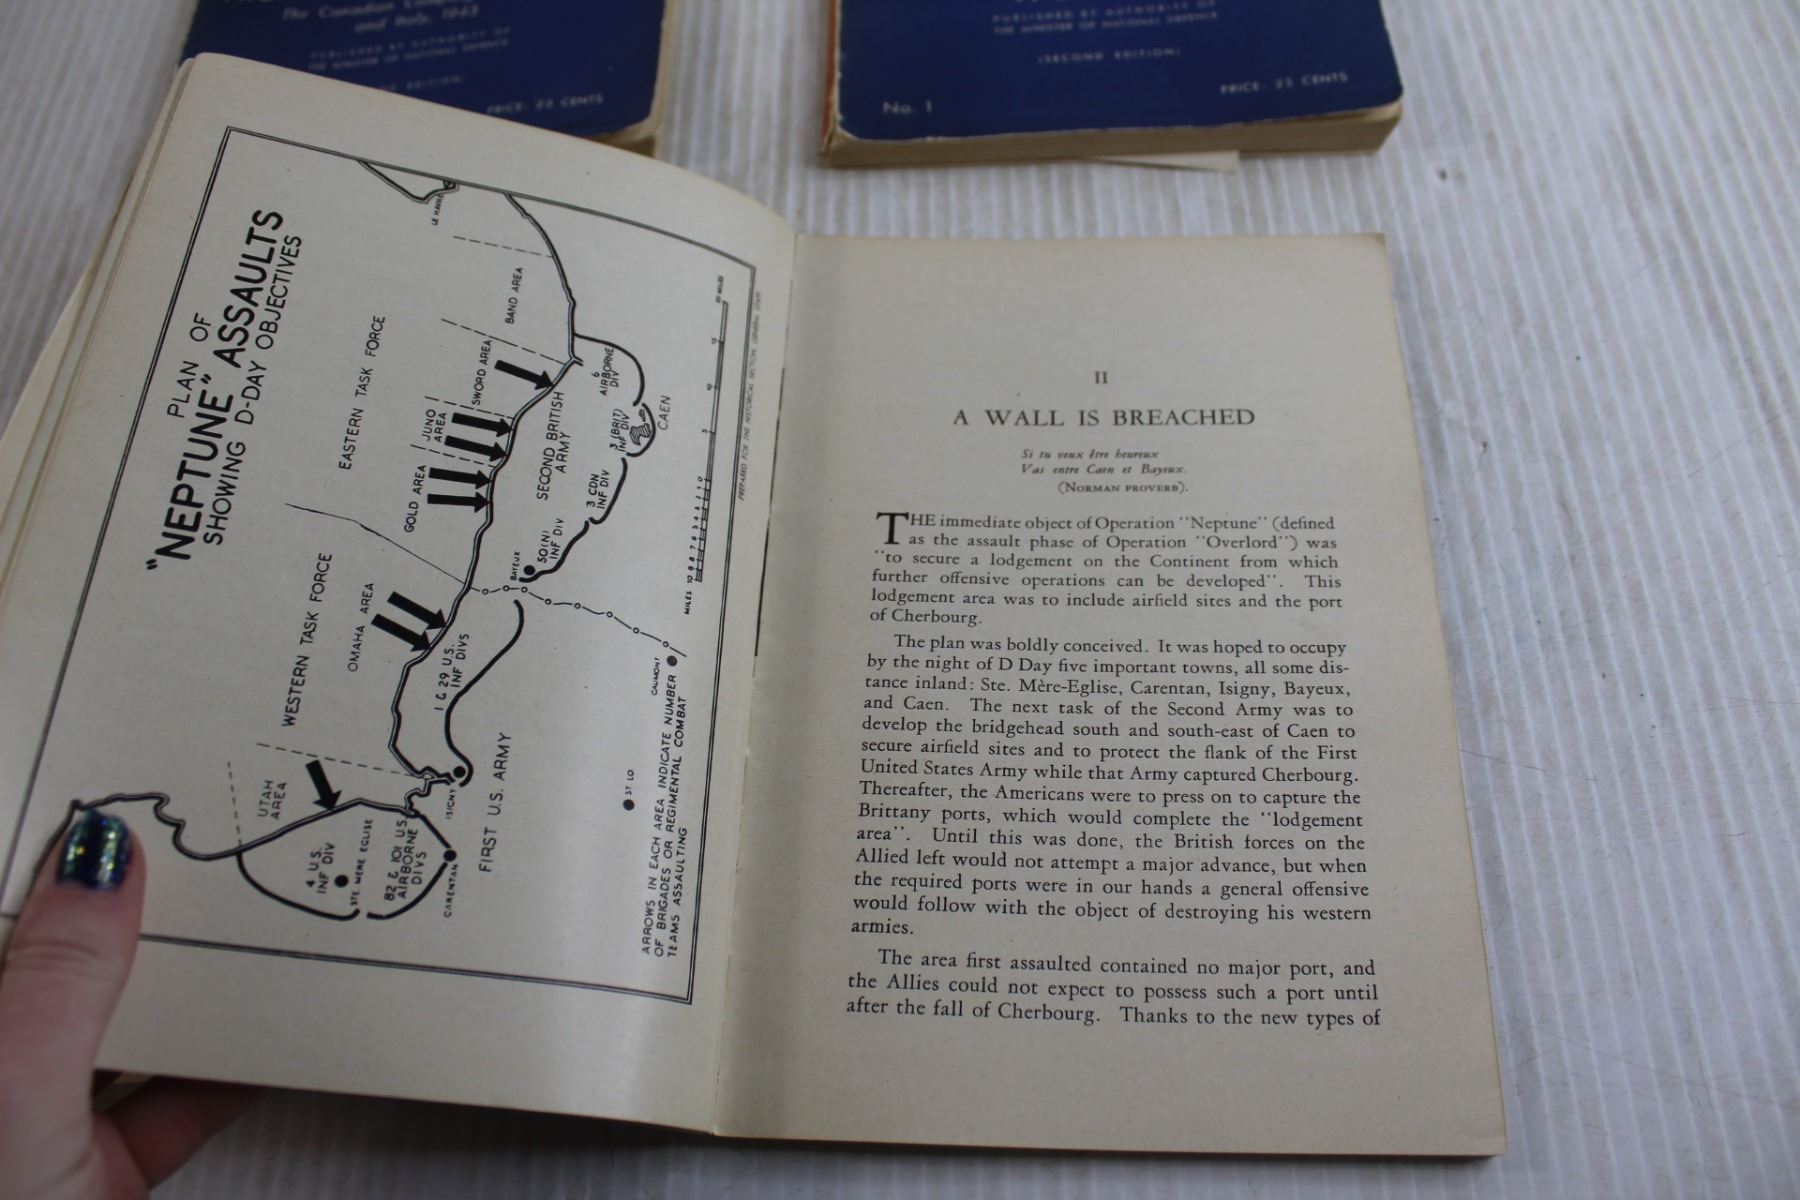 The Canadian
and Italy, 1943
PUBLISHED BY AUTHORITY OF
THE MINISTER OF NATIONAL DEFENCE
EDITION)
PRICE: 25 CENTS
PUBLISHED BY AUTHORITY OF
THE MINISTER OF NATIONAL DEFENCE
(SECOND EDITION)
No. 1
PRICE: 25 CENTS
PLAN OF
"NEPTUNE" ASSAULTS
SHOWING D-DAY OBJECTIVES
LE HAVRE
BAND AREA
EASTERN TASK FORCE
SWORD AREA
JUNO
AREA
GOLD AREA
6
AIRBORNE
DIV
CAEN
3 (BRIT)
INF DIV
SECOND BRITISH
ARMY
3 CDN
INF DIV
50(N)
INF DIV
BAYEUX
WESTERN TASK FORCE
OMAHA AREA
1 & 29 U.S.
INF DIVS
CAUMONT
FIRST U.S. ARMY
ST. LO
UTAH
AREA
ISIGNY
4 U.S.
INF DIV
STE MERE EGLISE
82 & 101 U.S.
AIRBORNE
DIVS
CARENTAN
MILES 10 9 8 7 6 5 4 3 2 1 0 5 10 15 20 MILES
ARROWS IN EACH AREA INDICATE NUMBER
OF BRIGADES OR REGIMENTAL COMBAT
TEAMS ASSAULTING
PREPARED FOR THE HISTORICAL SECTION, GENERAL STAFF
II
A WALL IS BREACHED
Si tu veux être heureux
Vas entre Caen et Bayeux.
(NORMAN PROVERB).
THE immediate object of Operation "Neptune" (defined
as the assault phase of Operation "Overlord") was
"to secure a lodgement on the Continent from which
further offensive operations can be developed". This
lodgement area was to include airfield sites and the port
of Cherbourg.
The plan was boldly conceived. It was hoped to occupy
by the night of D Day five important towns, all some dis-
tance inland: Ste. Mère-Eglise, Carentan, Isigny, Bayeux,
and Caen. The next task of the Second Army was to
develop the bridgehead south and south-east of Caen to
secure airfield sites and to protect the flank of the First
United States Army while that Army captured Cherbourg.
Thereafter, the Americans were to press on to capture the
Brittany ports, which would complete the "lodgement
area". Until this was done, the British forces on the
Allied left would not attempt a major advance, but when
the required ports were in our hands a general offensive
would follow with the object of destroying his western
armies.
The area first assaulted contained no major port, and
the Allies could not expect to possess such a port until
after the fall of Cherbourg. Thanks to the new types of